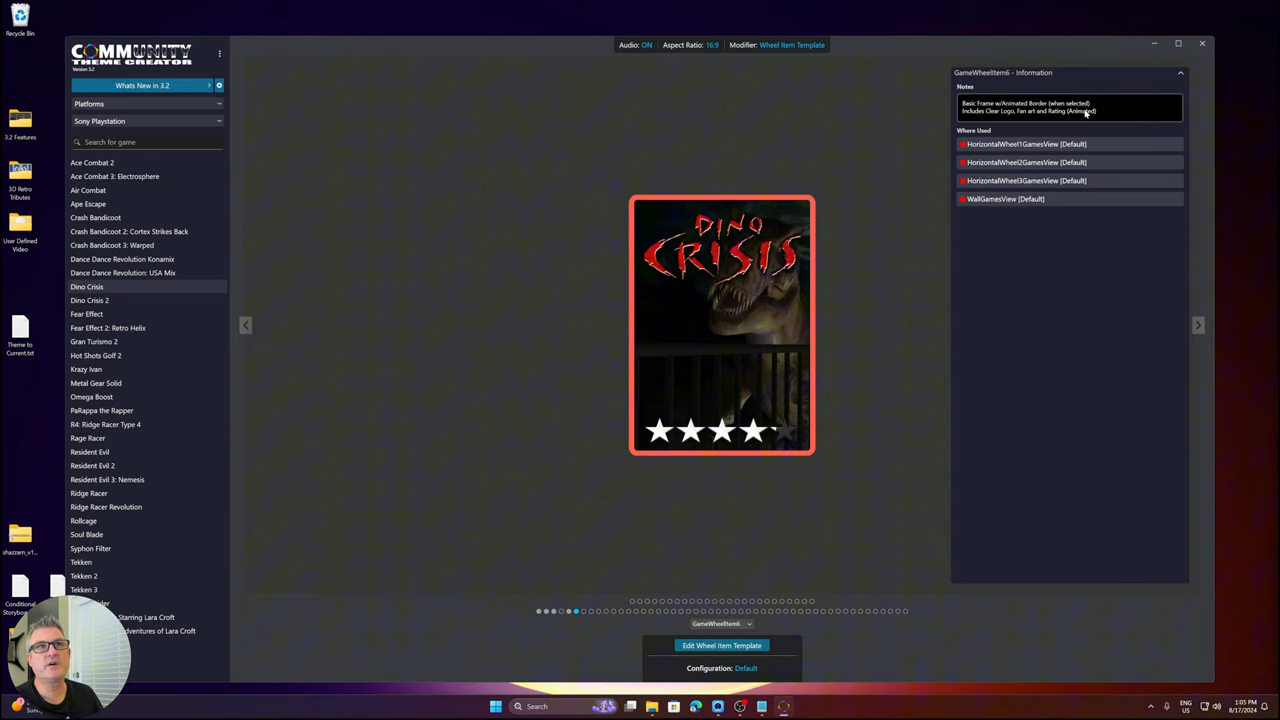 Recycle Bin
3.2 Features
3D Retro
Tributes
User Defined
Video
Theme to
Current.txt
shazzam_v1...
Conditional
COMMUNITY
THEME CREATOR
Version 3.2
Whats New in 3.2
Platforms
Sony Playstation
Search for game
Ace Combat 2
Ace Combat 3: Electrosphere
Air Combat
Ape Escape
Crash Bandicoot
Crash Bandicoot 2: Cortex Strikes Back
Crash Bandicoot 3: Warped
Dance Dance Revolution Konamix
Dance Dance Revolution: USA Mix
Dino Crisis
Dino Crisis 2
Fear Effect
Fear Effect 2: Retro Helix
Gran Turismo 2
Hot Shots Golf 2
Krazy Ivan
Metal Gear Solid
Omega Boost
PaRappa the Rapper
R4: Ridge Racer Type 4
Rage Racer
Resident Evil
Resident Evil 2
Resident Evil 3: Nemesis
Ridge Racer
Ridge Racer Revolution
Rollcage
Soul Blade
Syphon Filter
Tekken
Tekken 2
Tekken 3
Starring Lara Croft
dventures of Lara Croft
Audio: ON
Aspect Ratio: 16:9
Modifier: Wheel Item Template
DINO
CRISIS
GameWheelItem6
Edit Wheel Item Template
Configuration: Default
GameWheelItem6 - Information
Notes
Basic Frame w/Animated Border (when selected)
Includes Clear Logo, Fan art and Rating (Animated)
Where Used
HorizontalWheel1GamesView [Default]
HorizontalWheel2GamesView [Default]
HorizontalWheel3GamesView [Default]
WallGamesView [Default]
Search
ENG
US
1:05 PM
8/17/2024